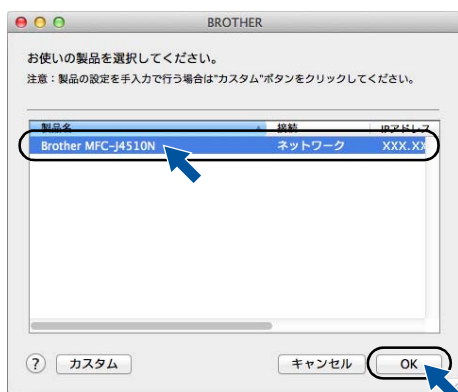 BROTHER
お使いの製品を選択してください。
注意：製品の設定を手入力で行う場合は"カスタム"ボタンをクリックしてください。
製品名 接続 IPアドレス
Brother MFC-J4510N ネットワーク XXX.XX
? カスタム キャンセル OK